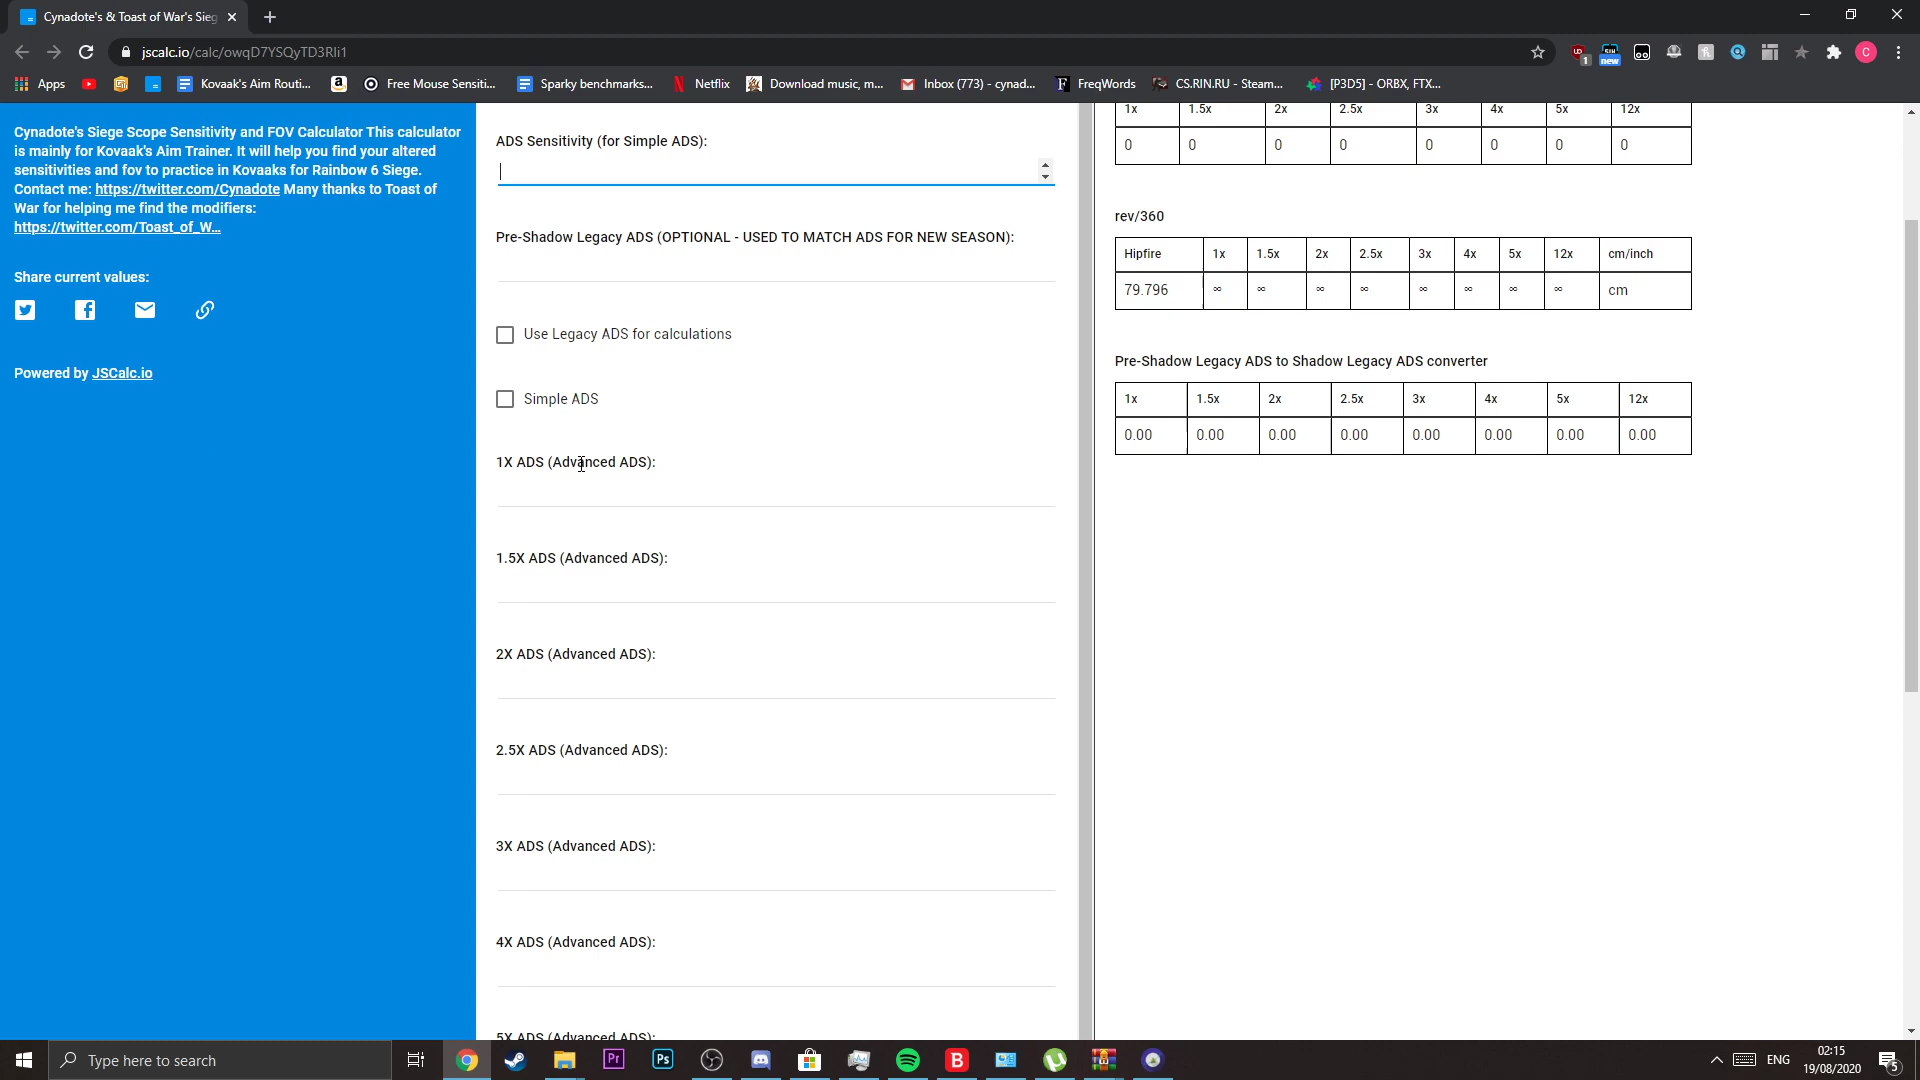 Cynadote's & Toast of War's Sieg
jscalc.io/calc/owqD7YSQyTD3Rli1
1
new
C
Apps
Kovaak's Aim Routi...
Free Mouse Sensiti...
Sparky benchmarks...
Netflix
Download music, m...
Inbox (773) - cynad...
FreqWords
CS.RIN.RU - Steam...
[P3D5] - ORBX, FTX...
Cynadote's Siege Scope Sensitivity and FOV Calculator This calculator
is mainly for Kovaak's Aim Trainer. It will help you find your altered
sensitivities and fov to practice in Kovaaks for Rainbow 6 Siege.
Contact me: https://twitter.com/Cynadote Many thanks to Toast of
War for helping me find the modifiers:
https://twitter.com/Toast_of_W...
Share current values:
Powered by JSCalc.io
ADS Sensitivity (for Simple ADS):
Pre-Shadow Legacy ADS (OPTIONAL - USED TO MATCH ADS FOR NEW SEASON):
Use Legacy ADS for calculations
Simple ADS
1X ADS (Advanced ADS):
1.5X ADS (Advanced ADS):
2X ADS (Advanced ADS):
2.5X ADS (Advanced ADS):
3X ADS (Advanced ADS):
4X ADS (Advanced ADS):
5X ADS (Advanced ADS):
1x 1.5x 2x 2.5x 3x 4x 5x 12x
0 0 0 0 0 0 0 0
rev/360
Hipfire 1x 1.5x 2x 2.5x 3x 4x 5x 12x cm/inch
79.796 ∞ ∞ ∞ ∞ ∞ ∞ ∞ ∞ cm
Pre-Shadow Legacy ADS to Shadow Legacy ADS converter
1x 1.5x 2x 2.5x 3x 4x 5x 12x
0.00 0.00 0.00 0.00 0.00 0.00 0.00 0.00
Type here to search
Pr
Ps
B
ENG
02:15
19/08/2020
5